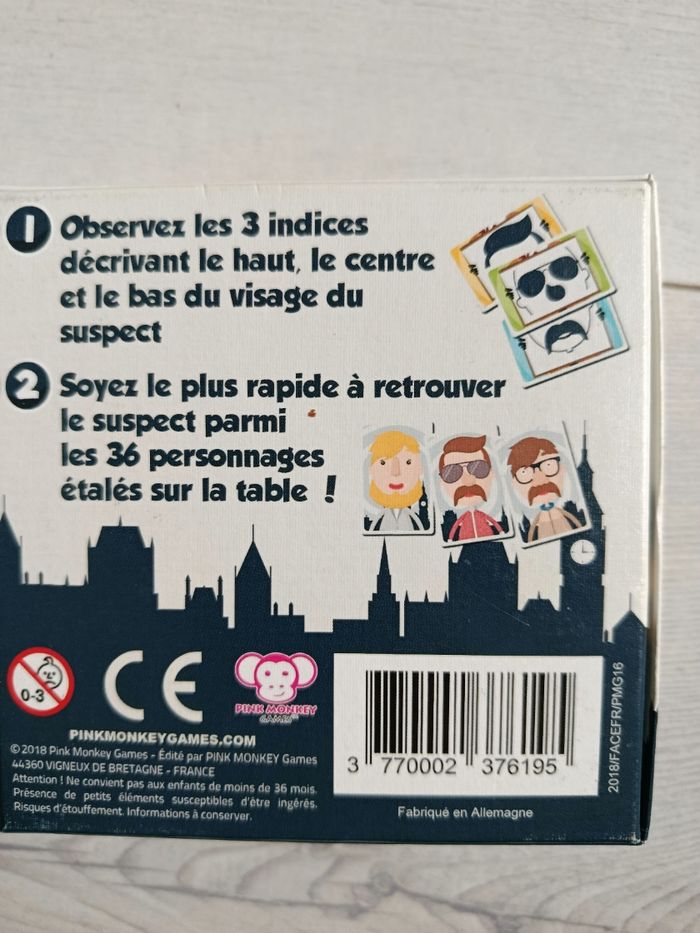 1 Observez les 3 indices
décrivant le haut, le centre
et le bas du visage du
suspect
2 Soyez le plus rapide à retrouver
le suspect parmi
les 36 personnages
étalés sur la table !
0-3
CE
PINK MONKEY
GAMES
PINKMONKEYGAMES.COM
© 2018 Pink Monkey Games - Édité par PINK MONKEY Games
44360 VIGNEUX DE BRETAGNE - FRANCE
Attention ! Ne convient pas aux enfants de moins de 36 mois.
Présence de petits éléments susceptibles d'être ingérés.
Risques d'étouffement. Informations à conserver.
3 770002 376195
Fabriqué en Allemagne
2018/FACEFR/PMG16